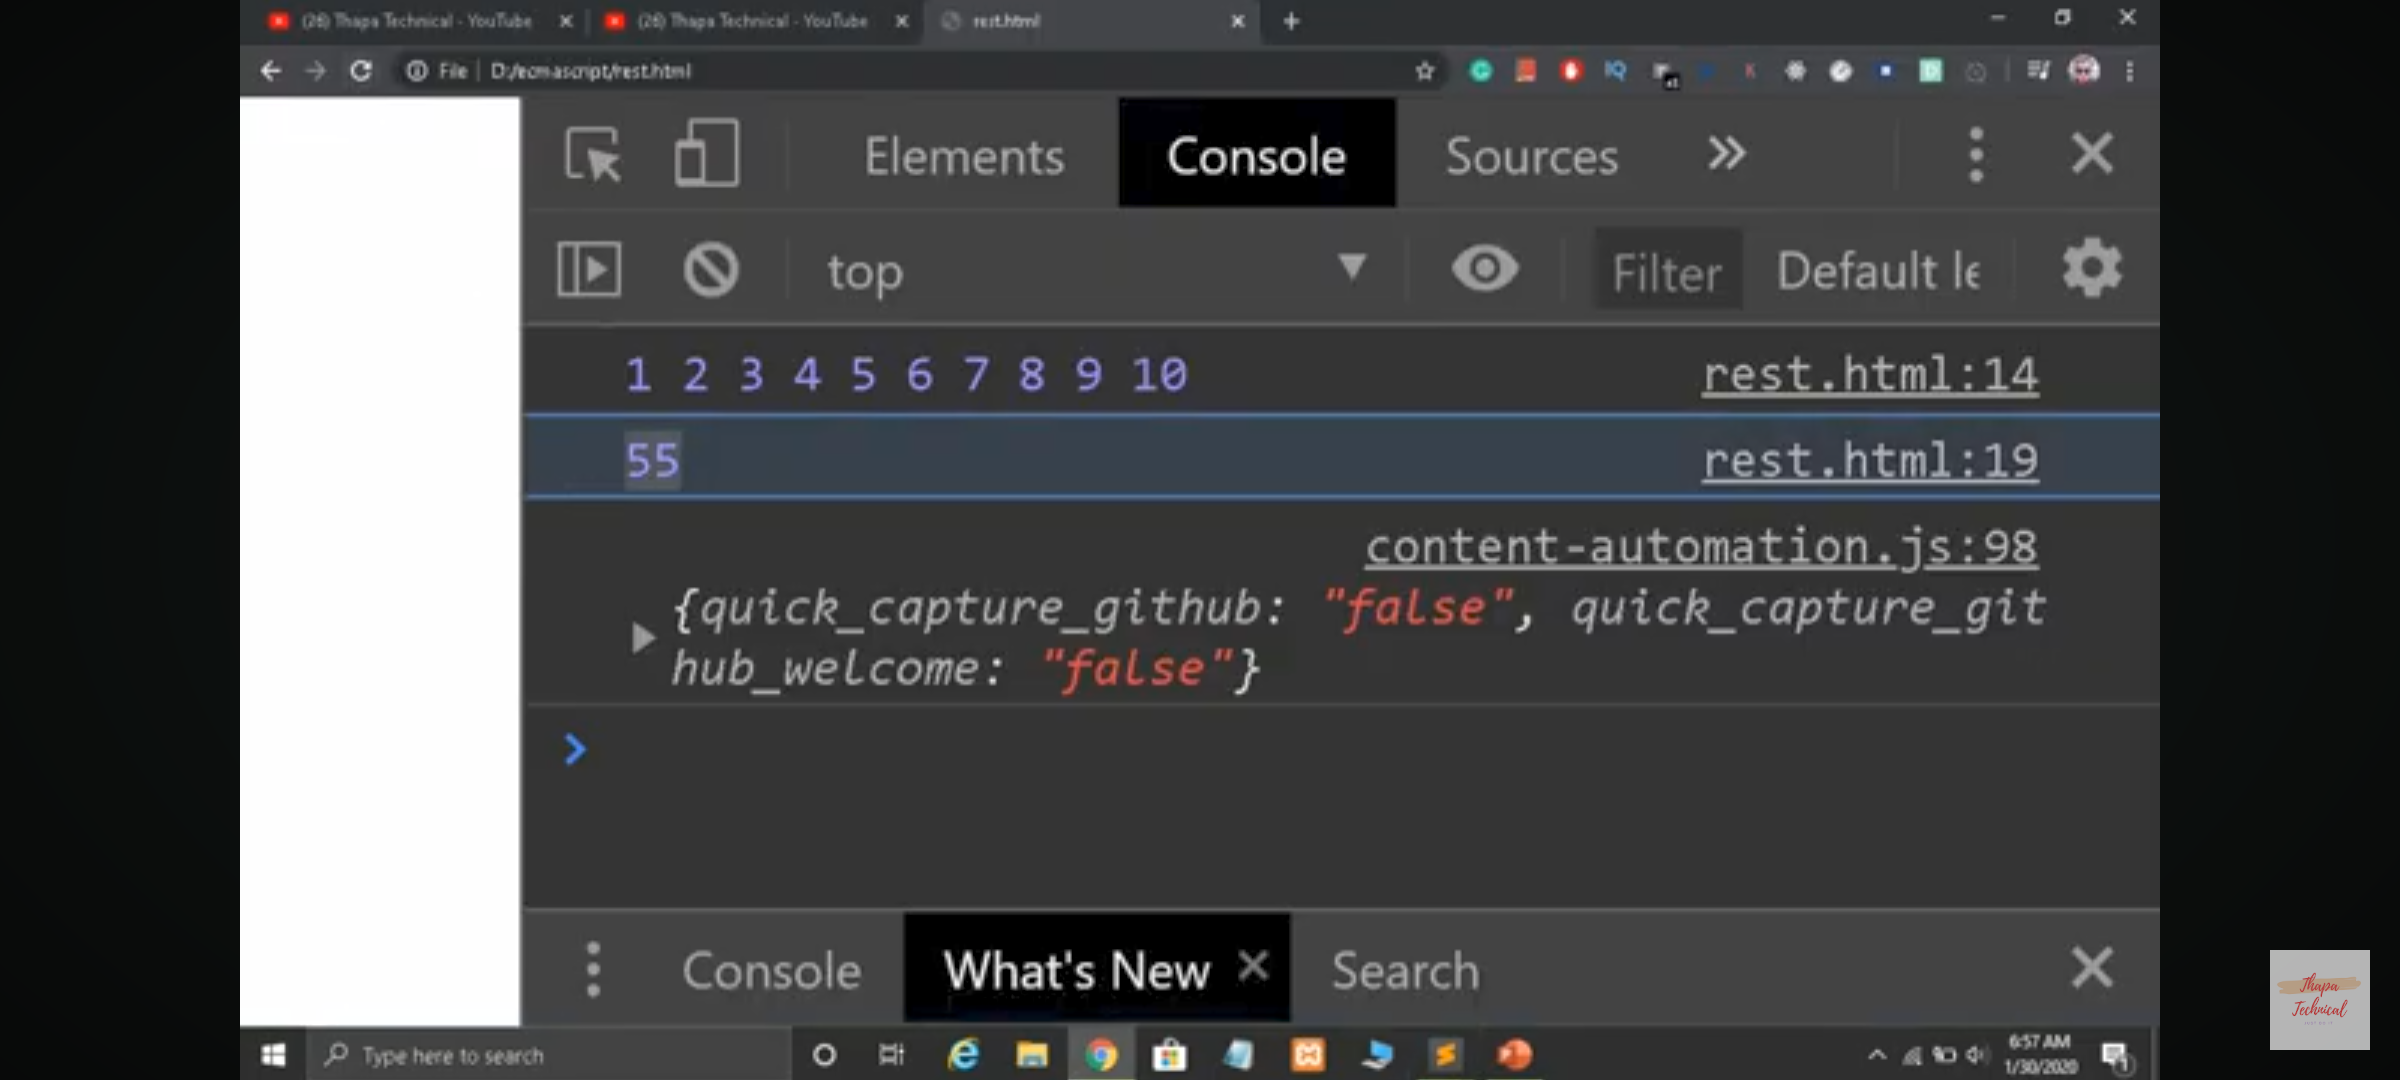 (26) Thapa Technical - YouTube
(26) Thapa Technical - YouTube
rest.html
File | D:/ecmascript/rest.html
Elements Console Sources
top Filter Default le
1 2 3 4 5 6 7 8 9 10 rest.html:14
55 rest.html:19
content-automation.js:98
{quick_capture_github: "false", quick_capture_git
hub_welcome: "false"}
Console What's New Search
Type here to search
6:57 AM
1/30/2020
Thapa
Technical